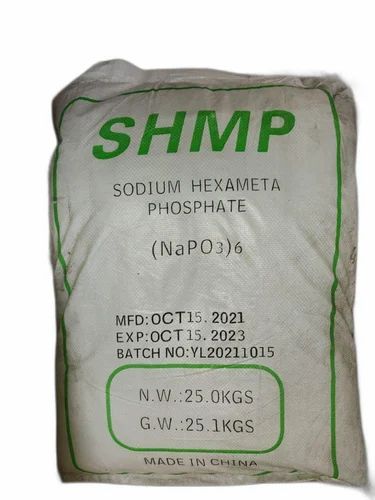 SHMP
SODIUM HEXAMETA
PHOSPHATE
(NaPO3)6
MFD:OCT15.2021
EXP:OCT15.2023
BATCH NO:YL20211015
N.W.:25.0KGS
G.W.:25.1KGS
MADE IN CHINA